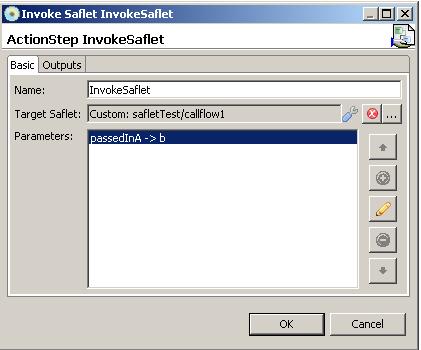 Invoke Saflet InvokeSaflet
ActionStep InvokeSaflet
Basic Outputs
Name: InvokeSaflet
Target Saflet: Custom: safletTest/callflow1 ...
Parameters: passedInA -> b
OK Cancel